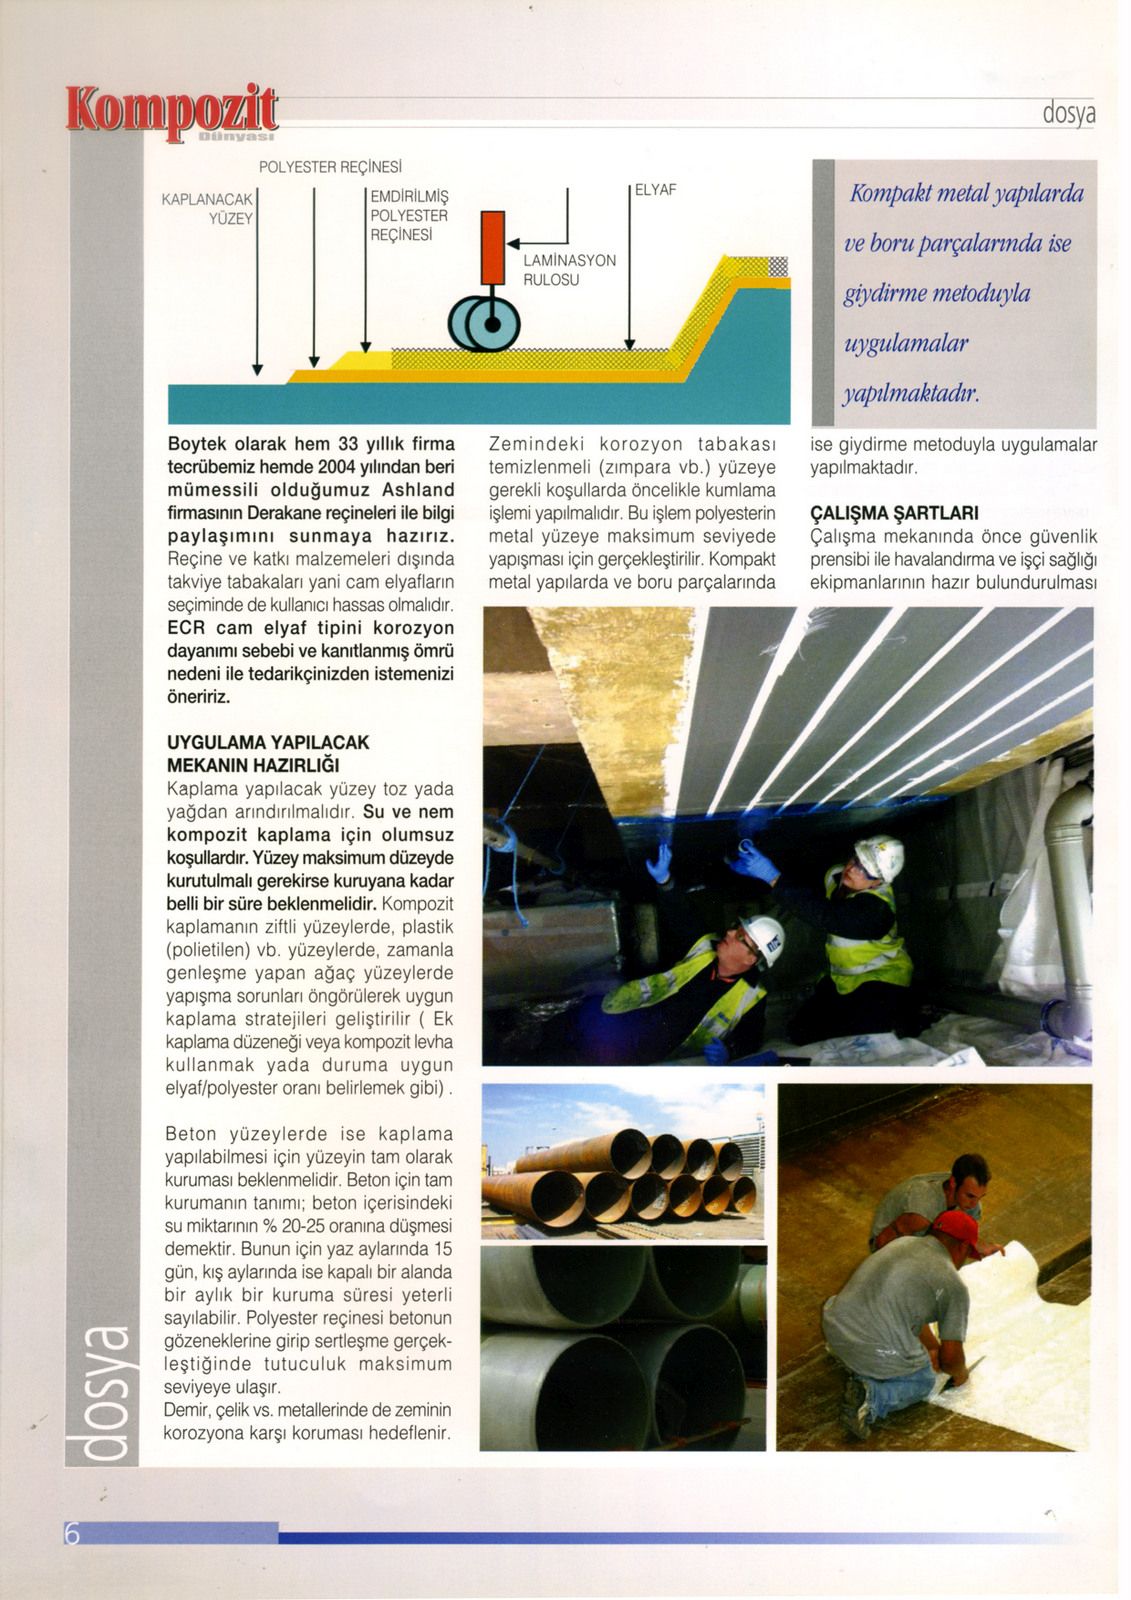 Kompozit
Dünyası
dosya
POLYESTER REÇİNESİ
KAPLANACAK
YÜZEY
EMDİRİLMİŞ
POLYESTER
REÇİNESİ
LAMİNASYON
RULOSU
ELYAF
Kompakt metal yapılarda
ve boru parçalarında ise
giydirme metoduyla
uygulamalar
yapılmaktadır.
Boytek olarak hem 33 yıllık firma
tecrübemiz hemde 2004 yılından beri
mümessili olduğumuz Ashland
firmasının Derakane reçineleri ile bilgi
paylaşımını sunmaya hazırız.
Reçine ve katkı malzemeleri dışında
takviye tabakaları yani cam elyafların
seçiminde de kullanıcı hassas olmalıdır.
ECR cam elyaf tipini korozyon
dayanımı sebebi ve kanıtlanmış ömrü
nedeni ile tedarikçinizden istemenizi
öneririz.
UYGULAMA YAPILACAK
MEKANIN HAZIRLIĞI
Kaplama yapılacak yüzey toz yada
yağdan arındırılmalıdır. Su ve nem
kompozit kaplama için olumsuz
koşullardır. Yüzey maksimum düzeyde
kurutulmalı gerekirse kuruyana kadar
belli bir süre beklenmelidir. Kompozit
kaplamanın ziftli yüzeylerde, plastik
(polietilen) vb. yüzeylerde, zamanla
genleşme yapan ağaç yüzeylerde
yapışma sorunları öngörülerek uygun
kaplama stratejileri geliştirilir ( Ek
kaplama düzeneği veya kompozit levha
kullanmak yada duruma uygun
elyaf/polyester oranı belirlemek gibi) .
Beton yüzeylerde ise kaplama
yapılabilmesi için yüzeyin tam olarak
kuruması beklenmelidir. Beton için tam
kurumanın tanımı; beton içerisindeki
su miktarının % 20-25 oranına düşmesi
demektir. Bunun için yaz aylarında 15
gün, kış aylarında ise kapalı bir alanda
bir aylık bir kuruma süresi yeterli
sayılabilir. Polyester reçinesi betonun
gözeneklerine girip sertleşme gerçek-
leştiğinde tutuculuk maksimum
seviyeye ulaşır.
Demir, çelik vs. metallerinde de zeminin
korozyona karşı koruması hedeflenir.
Zemindeki korozyon tabakası
temizlenmeli (zımpara vb.) yüzeye
gerekli koşullarda öncelikle kumlama
işlemi yapılmalıdır. Bu işlem polyesterin
metal yüzeye maksimum seviyede
yapışması için gerçekleştirilir. Kompakt
metal yapılarda ve boru parçalarında
ise giydirme metoduyla uygulamalar
yapılmaktadır.
ÇALIŞMA ŞARTLARI
Çalışma mekanında önce güvenlik
prensibi ile havalandırma ve işçi sağlığı
ekipmanlarının hazır bulundurulması
dosya
6